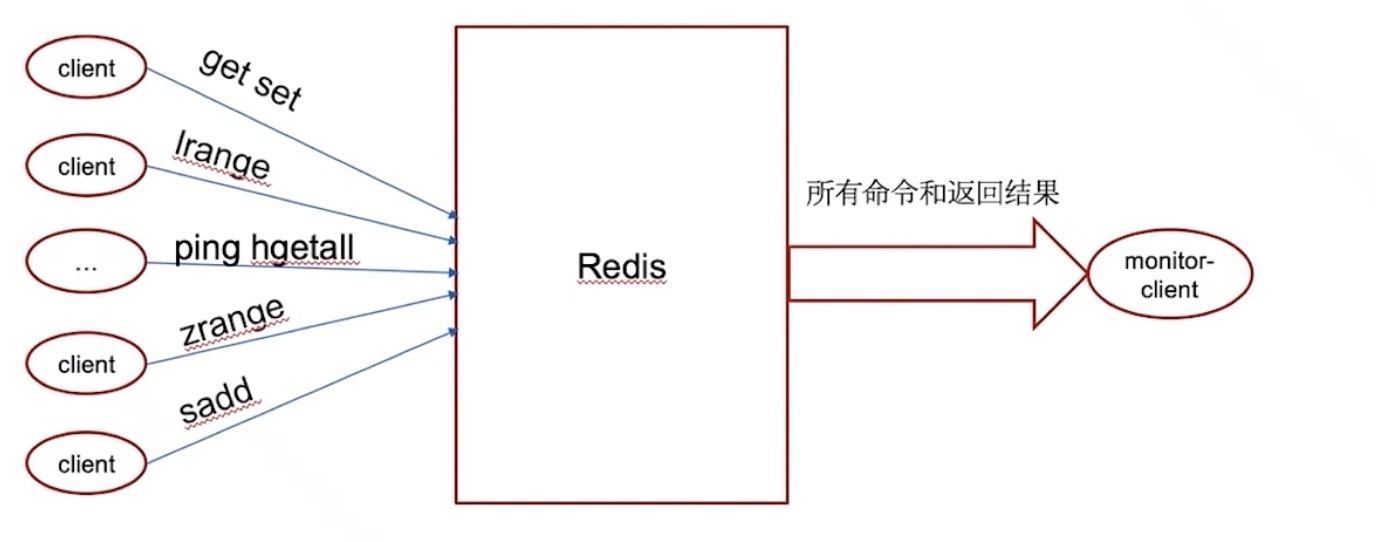 client
get set
client
lrange
...
ping hgetall
client
zrange
client
sadd
Redis
所有命令和返回结果
monitor-
client